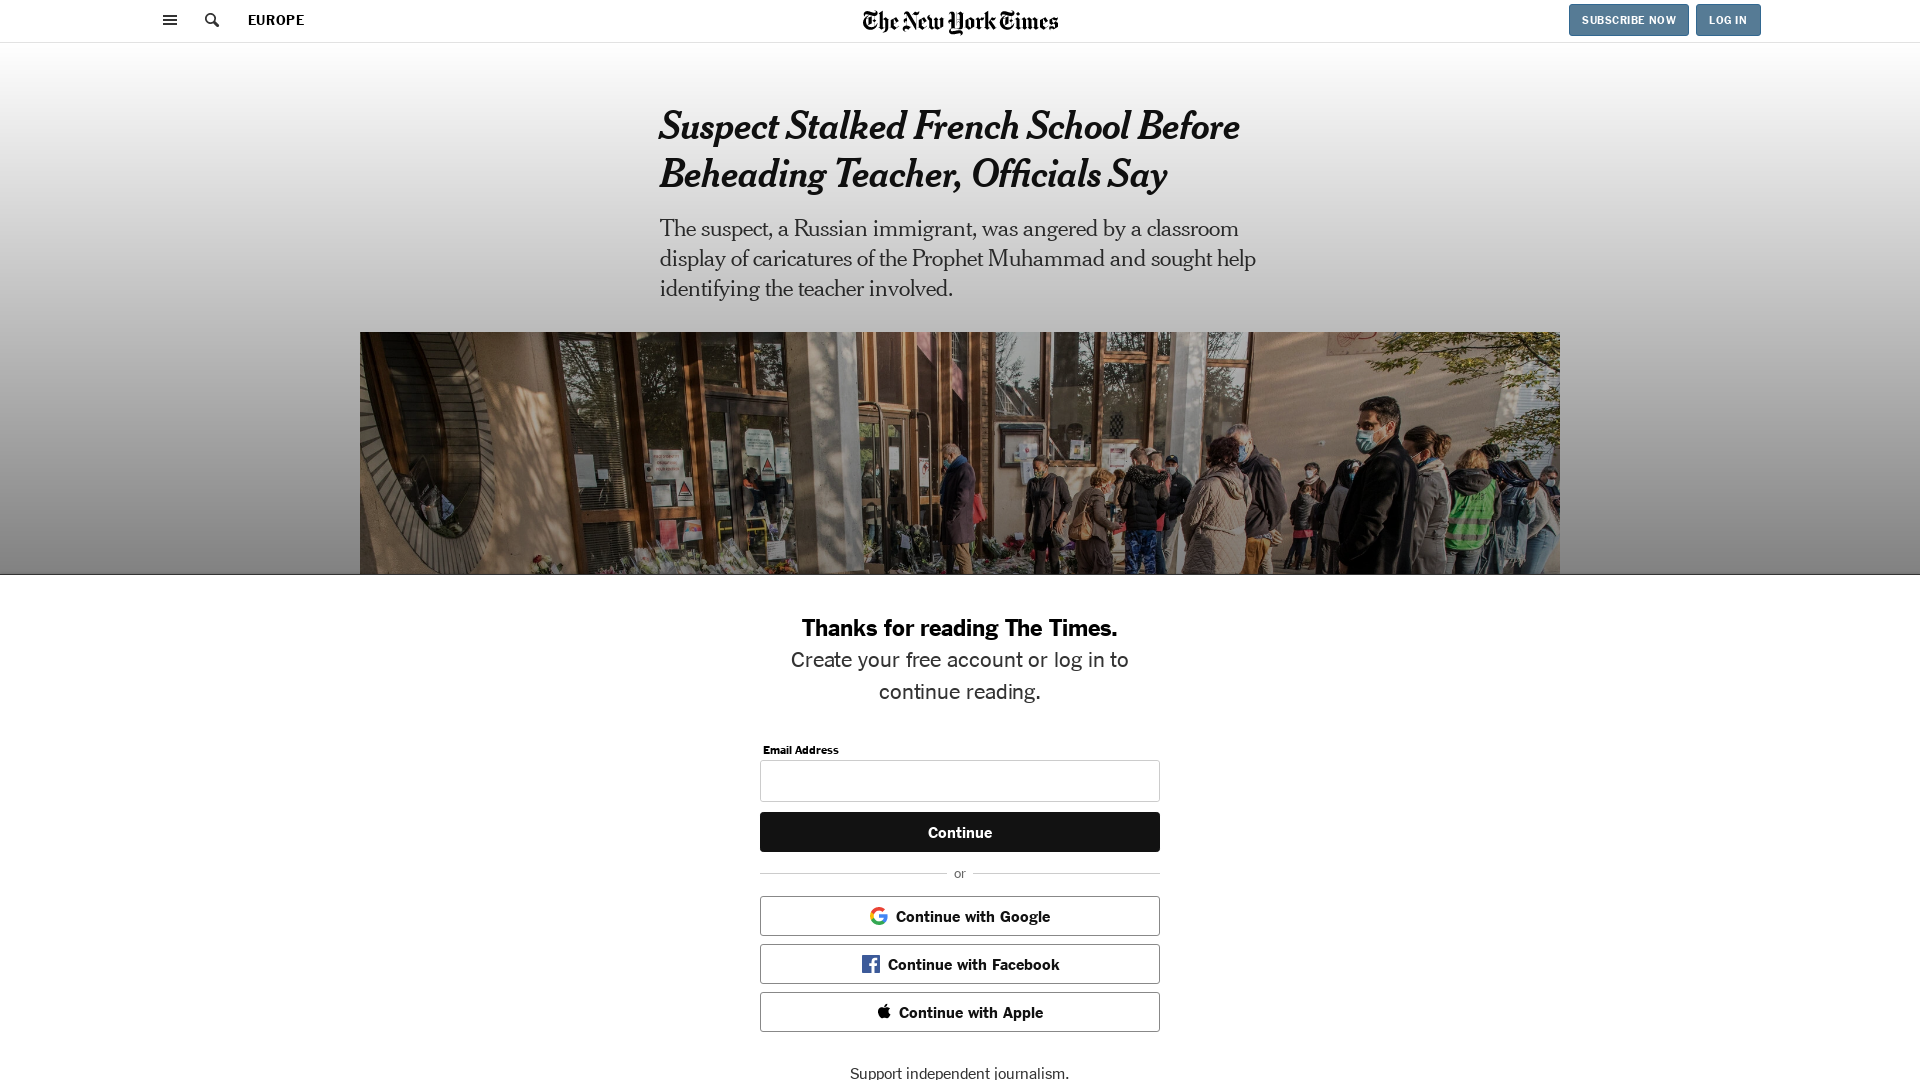 EUROPE
The New York Times
SUBSCRIBE NOW
LOG IN
Suspect Stalked French School Before
Beheading Teacher, Officials Say
The suspect, a Russian immigrant, was angered by a classroom
display of caricatures of the Prophet Muhammad and sought help
identifying the teacher involved.
Thanks for reading The Times.
Create your free account or log in to
continue reading.
Email Address
Continue
or
Continue with Google
Continue with Facebook
Continue with Apple
Support independent journalism.